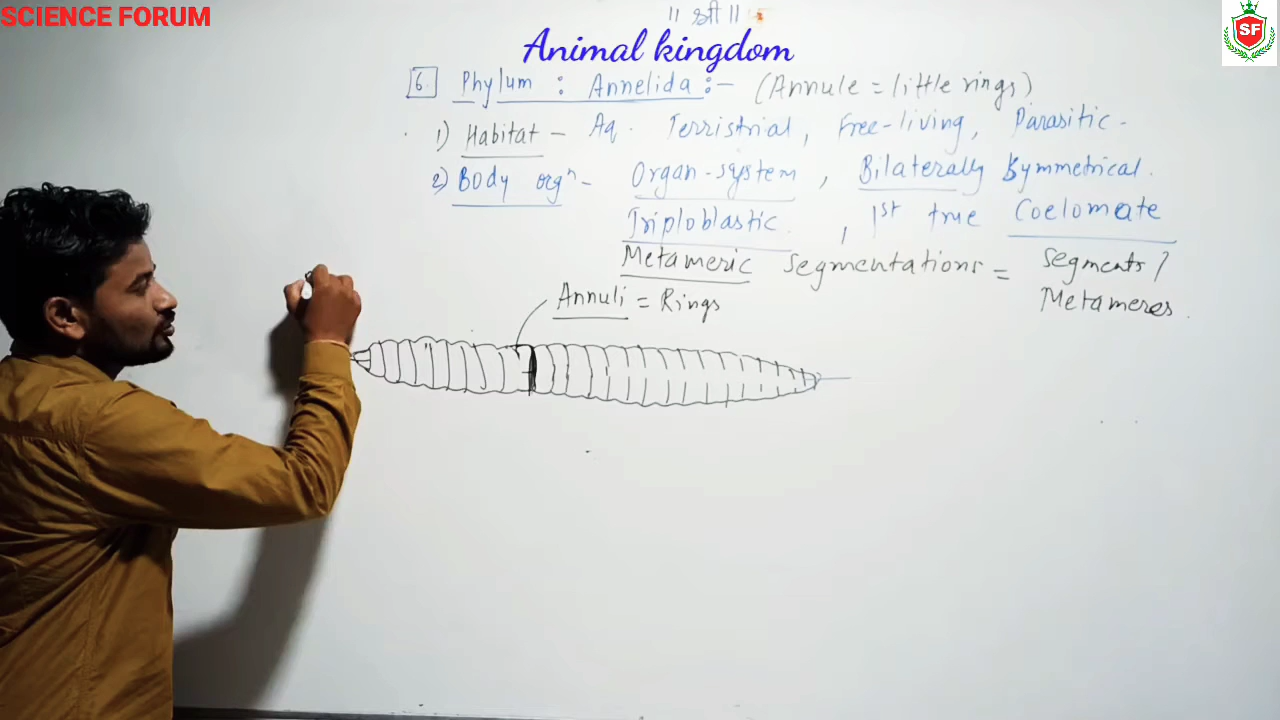 SCIENCE FORUM
|| श्री ||
SF
Animal kingdom
6. Phylum : Annelida :- (Annule = little rings)
1) Habitat - Aq. Terristrial, Free-living, Parasitic -
2) Body orgⁿ - Organ-system, Bilaterally Symmetrical.
Triploblastic, 1st true Coelomate
Metameric Segmentations = Segments /
Metameres.
Annuli = Rings